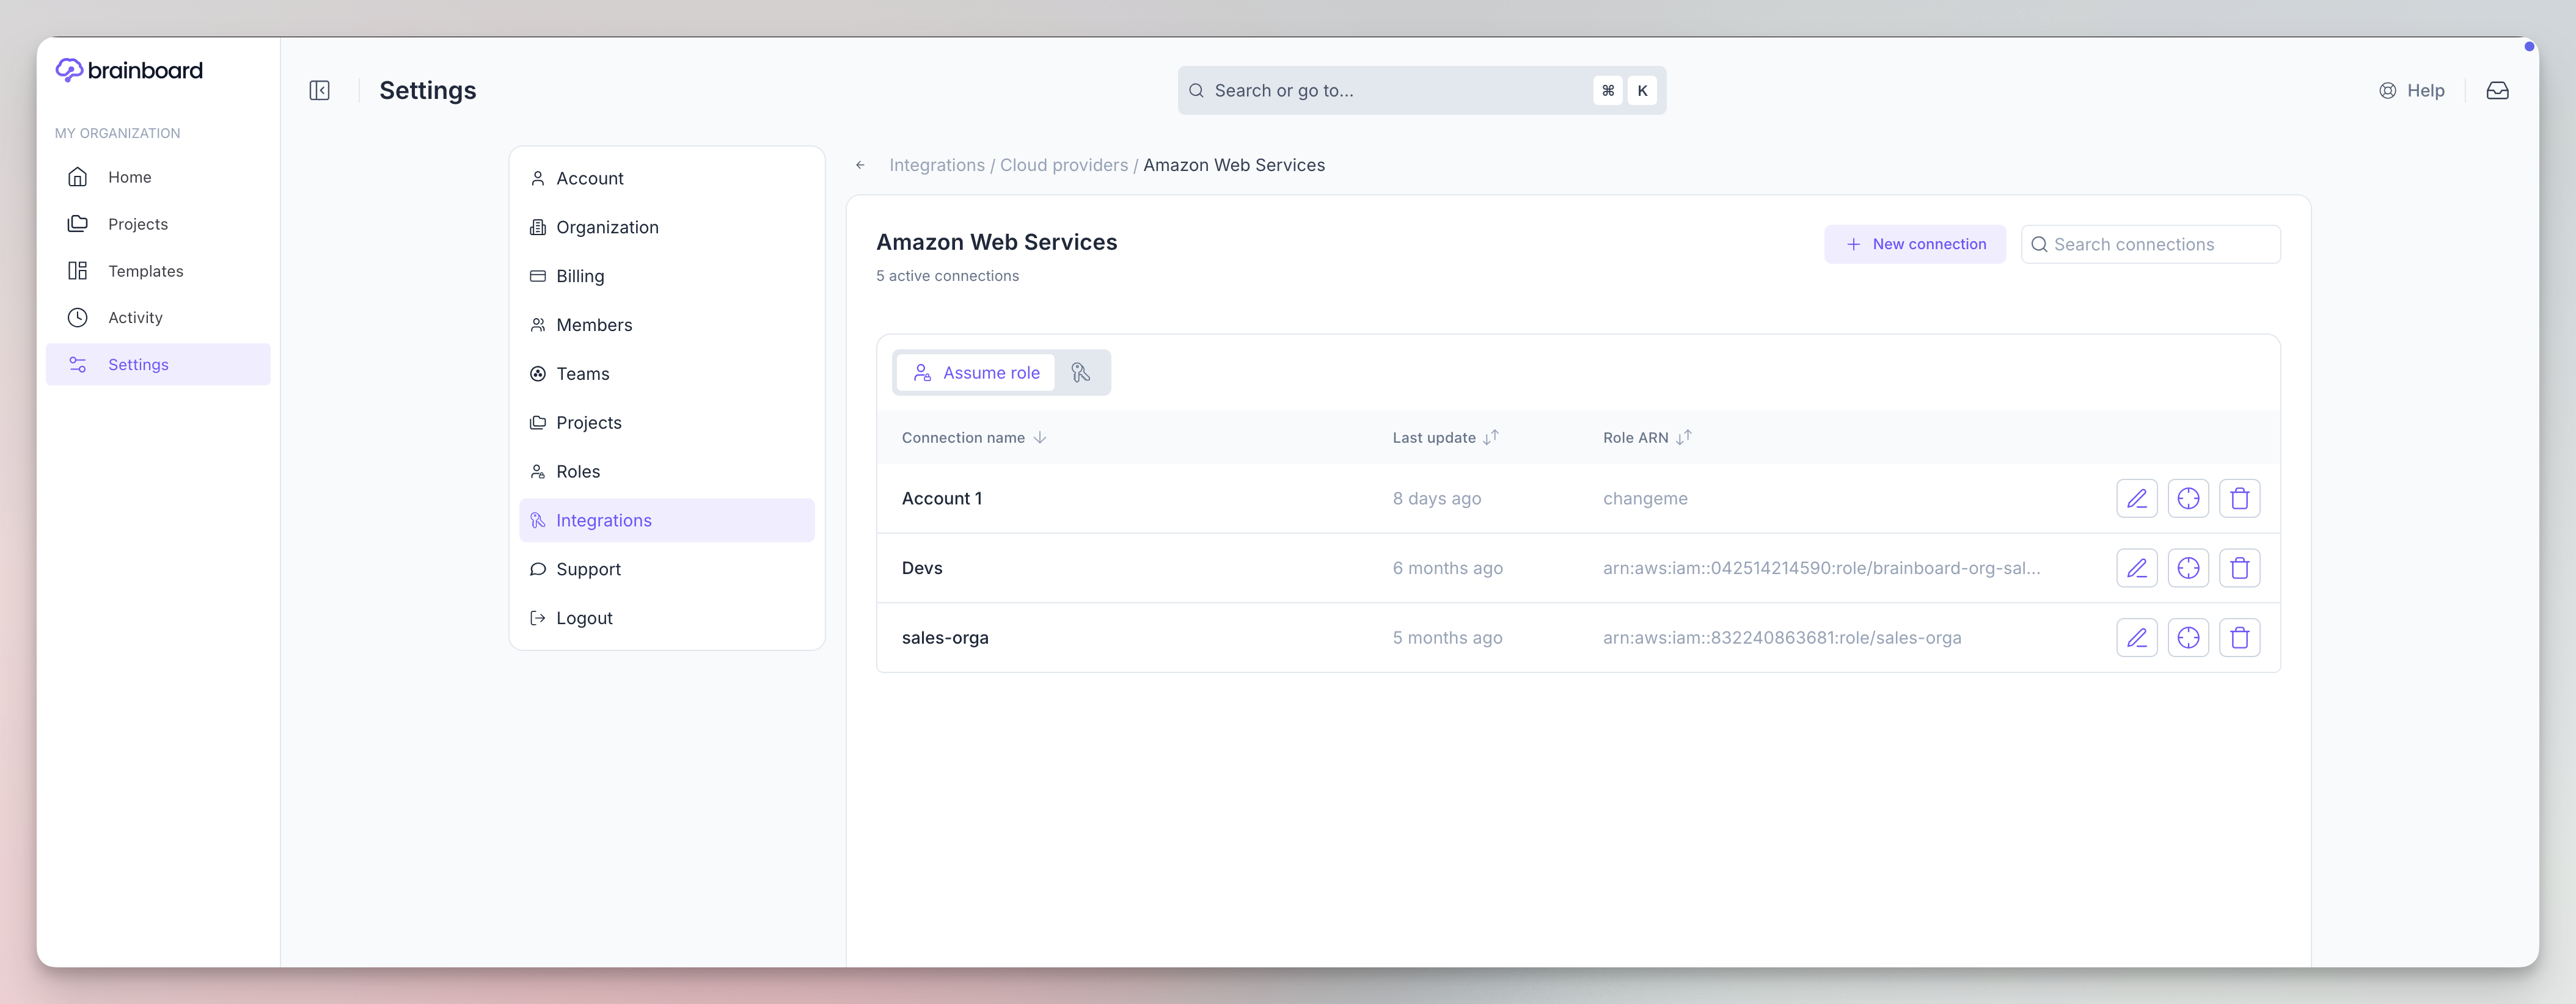 brainboard
MY ORGANIZATION
Home
Projects
Templates
Activity
Settings
Settings
Search or go to...
⌘ K
Help
Account
Organization
Billing
Members
Teams
Projects
Roles
Integrations
Support
Logout
Integrations / Cloud providers / Amazon Web Services
Amazon Web Services
5 active connections
New connection
Search connections
Assume role
Connection name Last update Role ARN
Account 1 8 days ago changeme
Devs 6 months ago arn:aws:iam::042514214590:role/brainboard-org-sal...
sales-orga 5 months ago arn:aws:iam::832240863681:role/sales-orga